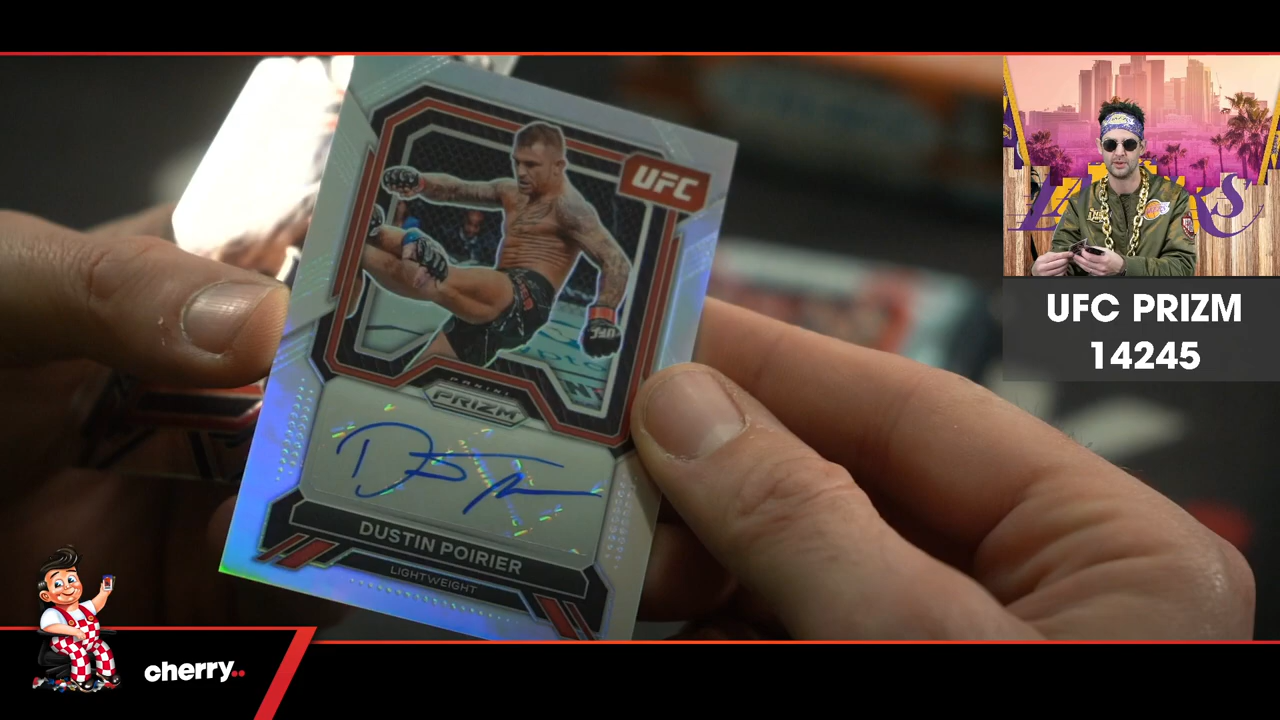 UFC
PANINI
PRIZM
DUSTIN POIRIER
LIGHTWEIGHT
UFC PRIZM
14245
cherry..